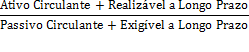 Ativo Circulante + Realizável a Longo Prazo
Passivo Circulante + Exigível a Longo Prazo